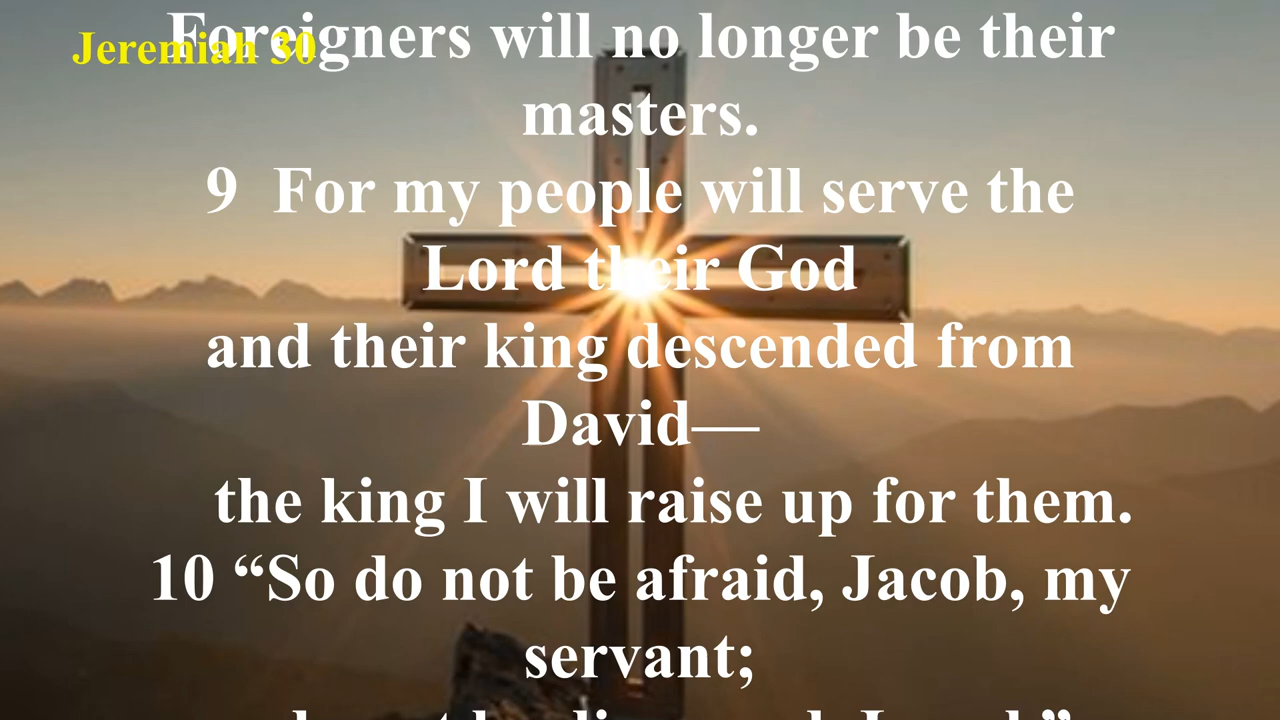 Jeremiah 30
Foreigners will no longer be their
masters.
9 For my people will serve the
Lord their God
and their king descended from
David—
the king I will raise up for them.
10 “So do not be afraid, Jacob, my
servant;